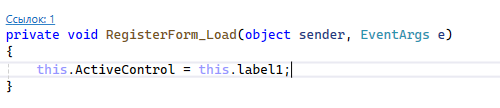 Ссылок: 1
private void RegisterForm_Load(object sender, EventArgs e)
{
    this.ActiveControl = this.label1;
}